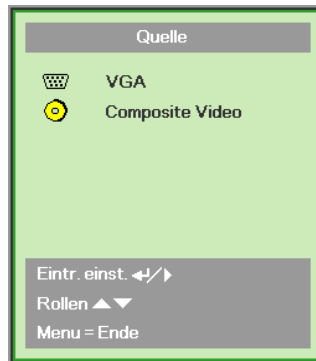 Quelle
VGA
Composite Video
Eintr. einst. ↵/▶
Rollen ▲▼
Menu = Ende